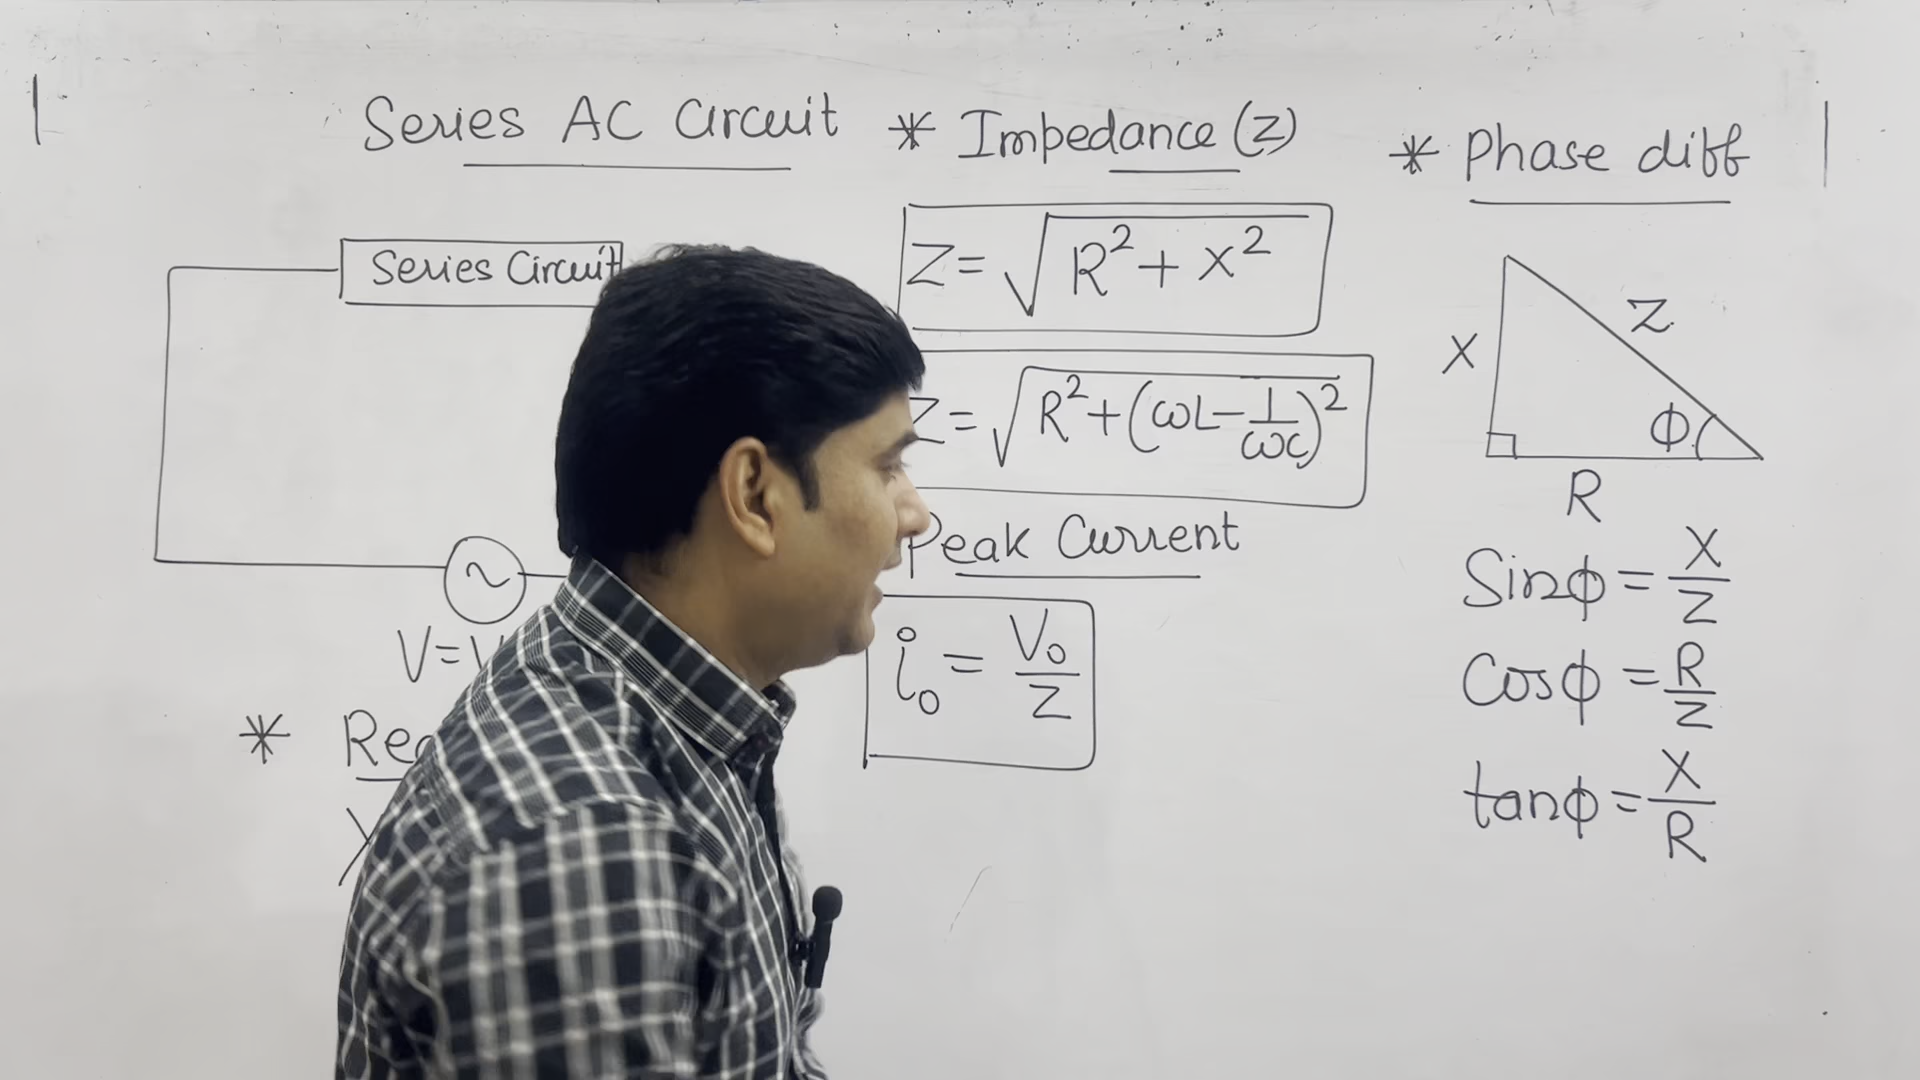 Series AC Circuit
Series Circuit
~
V=
*
X
* Impedance (Z)
Z = √R² + X²
Z = √R² + (ωL - 1/ωC)²
Peak Current
i₀ = V₀/Z
* Phase diff
X
Z
ϕ
R
Sinϕ = X/Z
Cosϕ = R/Z
tanϕ = X/R